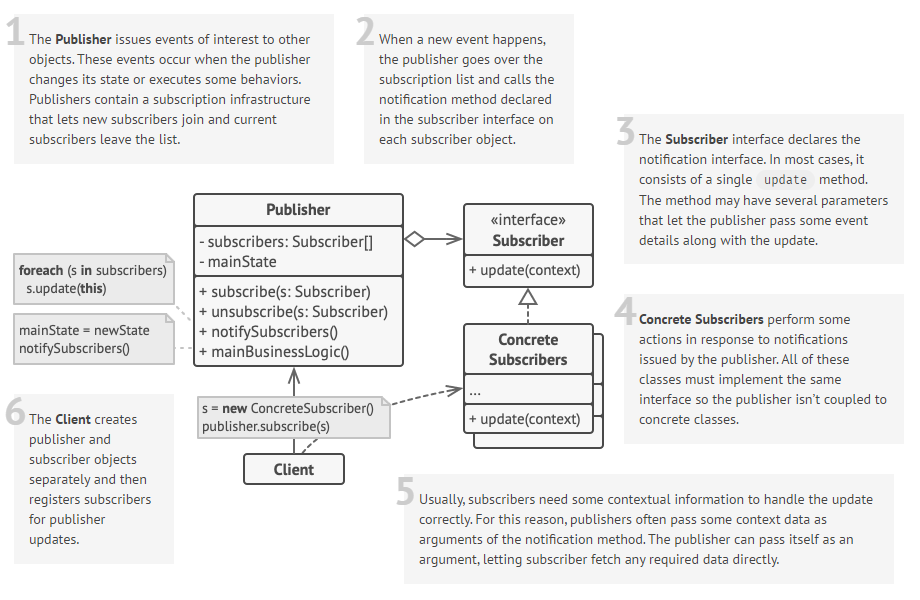 1
The Publisher issues events of interest to other
objects. These events occur when the publisher
changes its state or executes some behaviors.
Publishers contain a subscription infrastructure
that lets new subscribers join and current
subscribers leave the list.
2
When a new event happens,
the publisher goes over the
subscription list and calls the
notification method declared
in the subscriber interface on
each subscriber object.
3
The Subscriber interface declares the
notification interface. In most cases, it
consists of a single update method.
The method may have several parameters
that let the publisher pass some event
details along with the update.
Publisher
- subscribers: Subscriber[]
- mainState
+ subscribe(s: Subscriber)
+ unsubscribe(s: Subscriber)
+ notifySubscribers()
+ mainBusinessLogic()
«interface»
Subscriber
+ update(context)
foreach (s in subscribers)
s.update(this)
mainState = newState
notifySubscribers()
Concrete
Subscribers
...
+ update(context)
4
Concrete Subscribers perform some
actions in response to notifications
issued by the publisher. All of these
classes must implement the same
interface so the publisher isn't coupled to
concrete classes.
s = new ConcreteSubscriber()
publisher.subscribe(s)
Client
6
The Client creates
publisher and
subscriber objects
separately and then
registers subscribers
for publisher
updates.
5
Usually, subscribers need some contextual information to handle the update
correctly. For this reason, publishers often pass some context data as
arguments of the notification method. The publisher can pass itself as an
argument, letting subscriber fetch any required data directly.